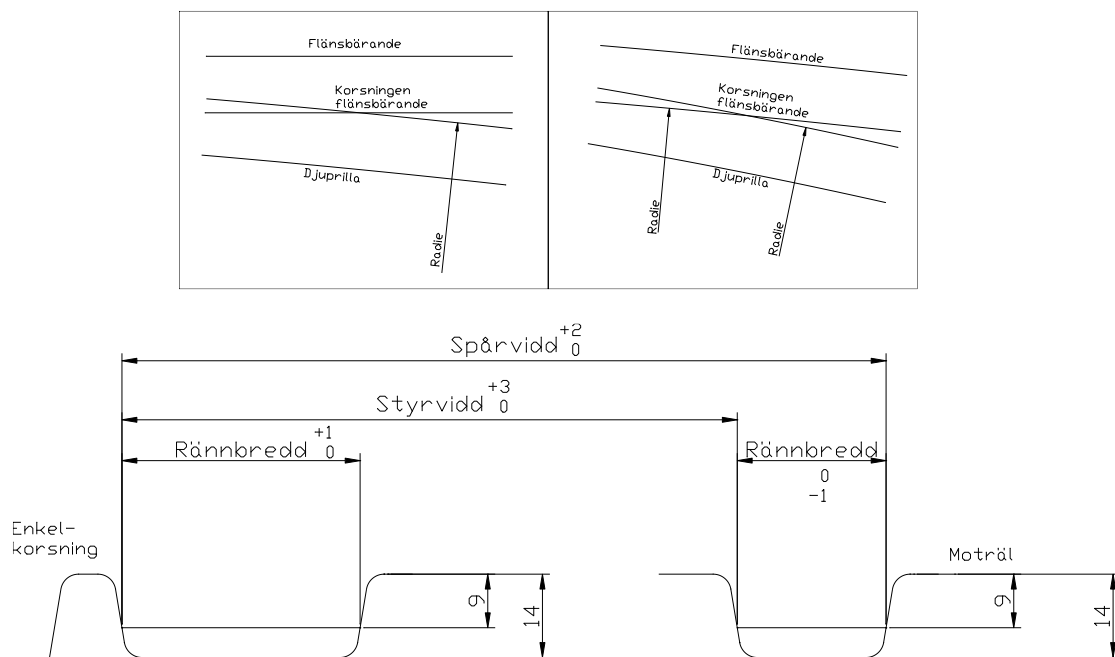 Flänsbärande
Korsningen
flänsbärande
Djuprilla
Radie
Flänsbärande
Korsningen
flänsbärande
Djuprilla
Radie
Radie
Spårvidd +2 0
Styrvidd +3 0
Rännbredd +1 0
Rännbredd
0
-1
Enkel-
korsning
Moträl
9
14
9
14